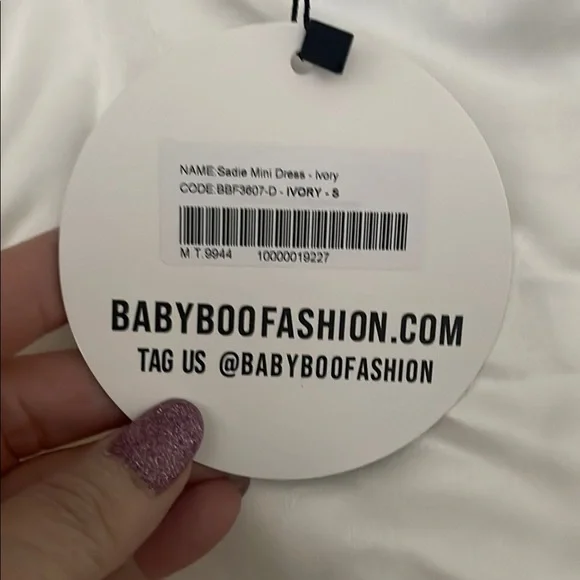 NAME:Sadie Mini Dress - Ivory
CODE:BBF3607-D - IVORY - S
M T.9944 10000019227
BABYBOOFASHION.COM
TAG US @BABYBOOFASHION